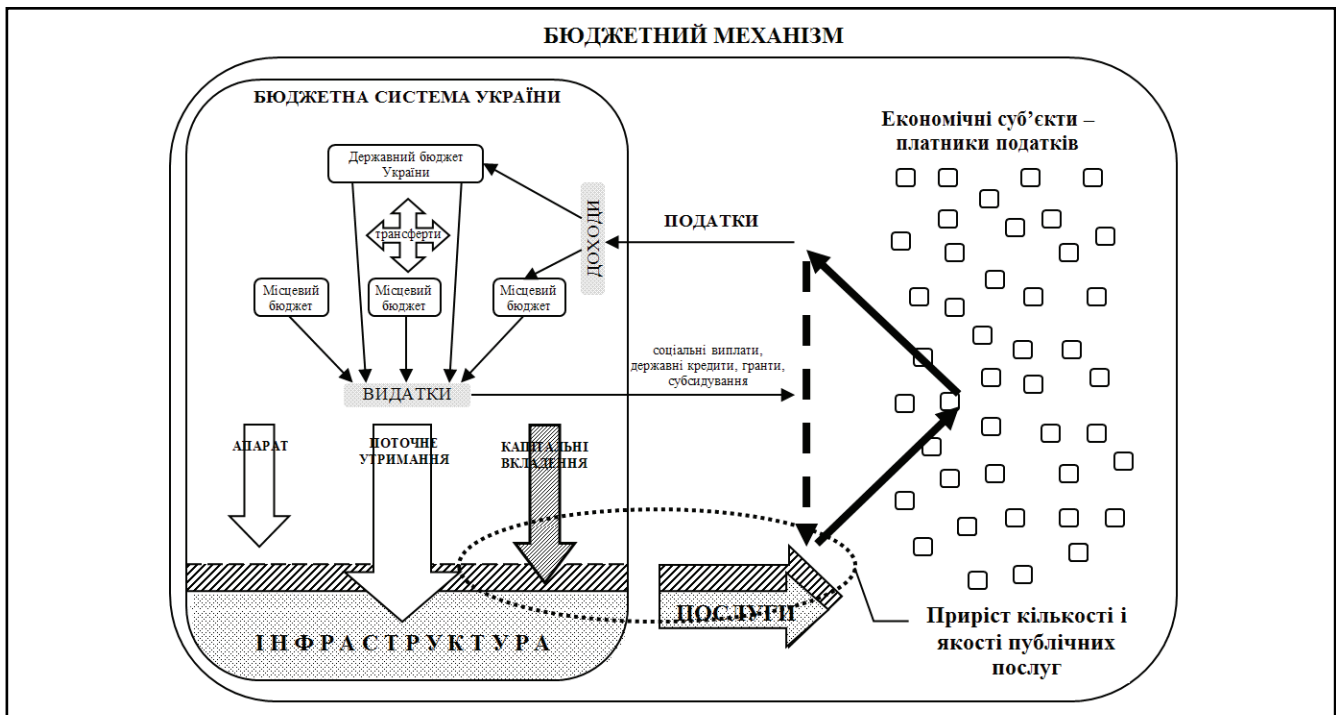 БЮДЖЕТНИЙ МЕХАНІЗМ
БЮДЖЕТНА СИСТЕМА УКРАЇНИ
Економічні суб’єкти –
платники податків
Державний бюджет
України
трансферти
ДОХОДИ
ПОДАТКИ
Місцевий
бюджет
Місцевий
бюджет
Місцевий
бюджет
соціальні виплати,
державні кредити, гранти,
субсидування
ВИДАТКИ
АПАРАТ
ПОТОЧНЕ
УТРИМАННЯ
КАПІТАЛЬНІ
ВКЛАДЕННЯ
ПОСЛУГИ
ІНФРАСТРУКТУРА
Приріст кількості і
якості публічних
послуг